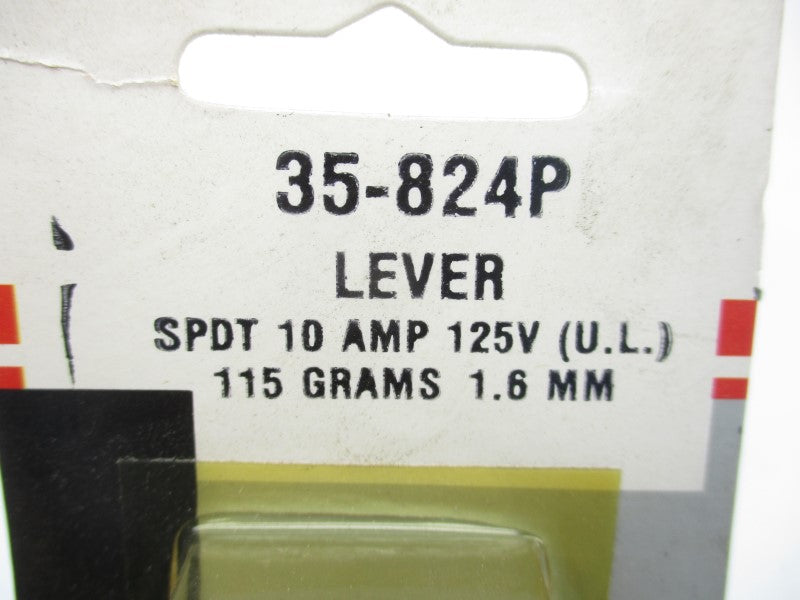 35-824P
LEVER
SPDT 10 AMP 125V (U.L.)
115 GRAMS 1.6 MM